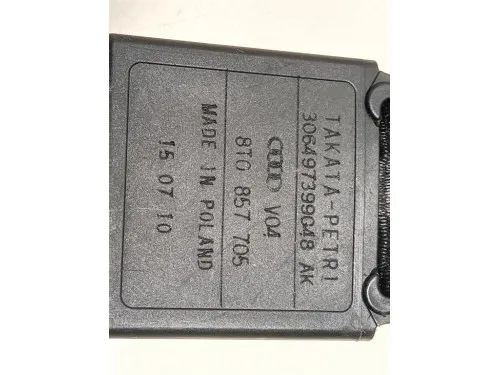 TAKATA-PETRI
306497399048 AK
V04
8T0 857 705
MADE IN POLAND
15 07 10